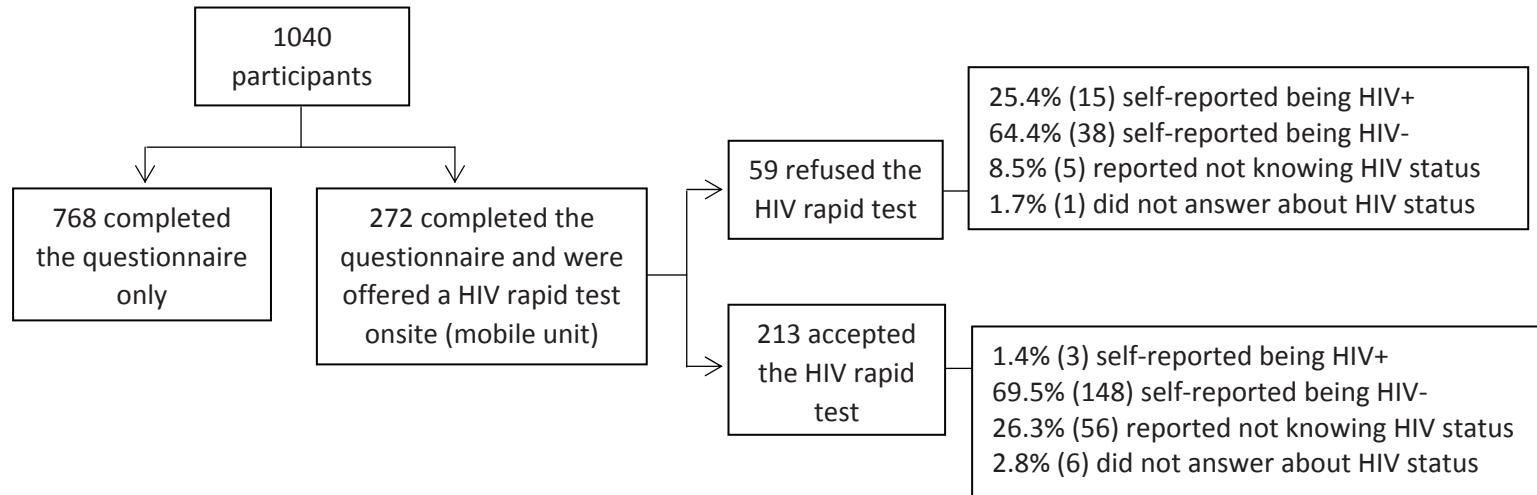 1040
participants
768 completed
the questionnaire
only
272 completed the
questionnaire and were
offered a HIV rapid test
onsite (mobile unit)
59 refused the
HIV rapid test
25.4% (15) self-reported being HIV+
64.4% (38) self-reported being HIV-
8.5% (5) reported not knowing HIV status
1.7% (1) did not answer about HIV status
213 accepted
the HIV rapid
test
1.4% (3) self-reported being HIV+
69.5% (148) self-reported being HIV-
26.3% (56) reported not knowing HIV status
2.8% (6) did not answer about HIV status